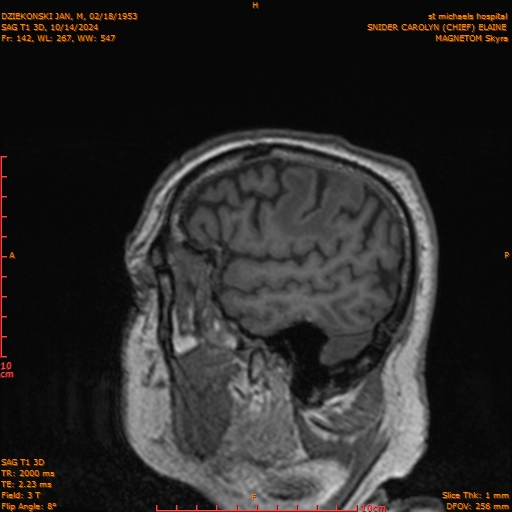 H
DZIEKONSKI JAN, M, 02/18/1953
SAG T1 3D, 10/14/2024
Fr: 142, WL: 267, WW: 547
st michaels hospital
SNIDER CAROLYN (CHIEF) ELAINE
MAGNETOM Skyra
A
P
10
cm
SAG T1 3D
TR: 2000 ms
TE: 2.23 ms
Field: 3 T
Flip Angle: 8°
F
10cm
Slice Thk: 1 mm
DFOV: 256 mm